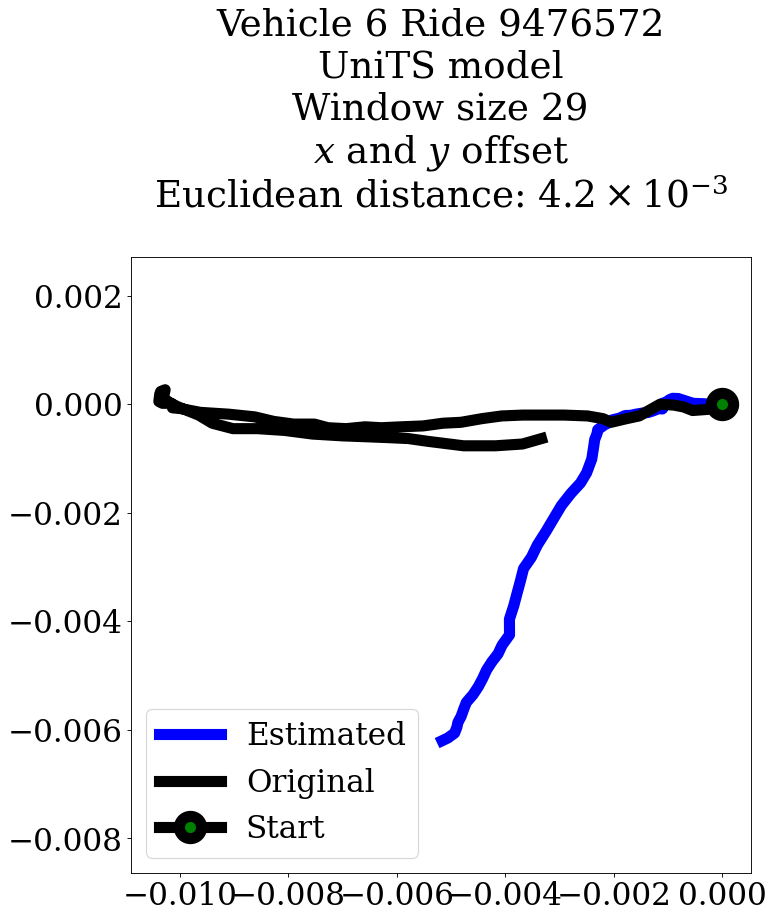 Vehicle 6 Ride 9476572
UniTS model
Window size 29
x and y offset
Euclidean distance: 4.2 × 10⁻³
0.002
0.000
−0.002
−0.004
−0.006
−0.008
Estimated
Original
Start
−0.010 −0.008 −0.006 −0.004 −0.002 0.000